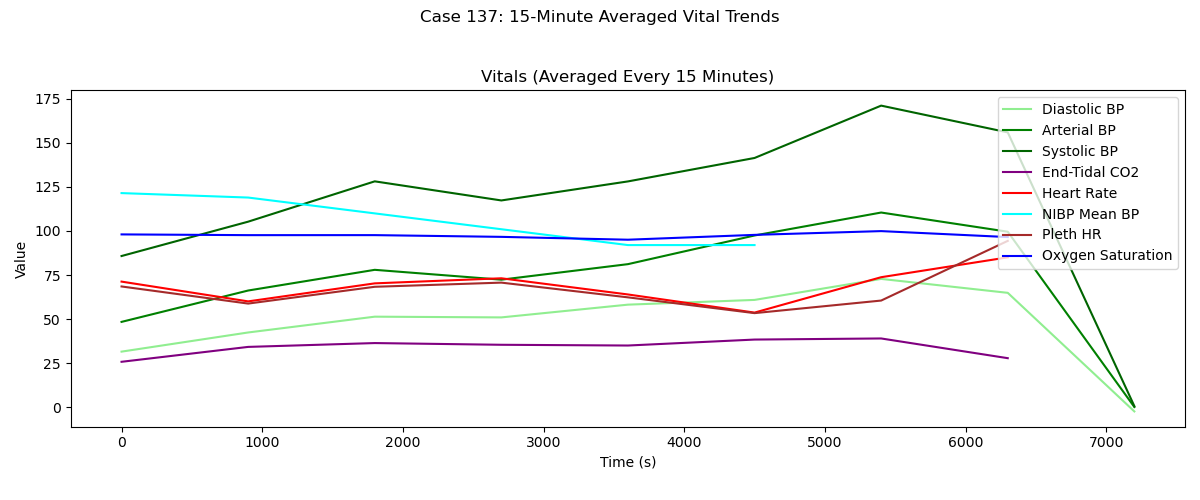 Case 137: 15-Minute Averaged Vital Trends
Vitals (Averaged Every 15 Minutes)
175
150
125
100
75
50
25
0
Value
Diastolic BP
Arterial BP
Systolic BP
End-Tidal CO2
Heart Rate
NIBP Mean BP
Pleth HR
Oxygen Saturation
0 1000 2000 3000 4000 5000 6000 7000
Time (s)